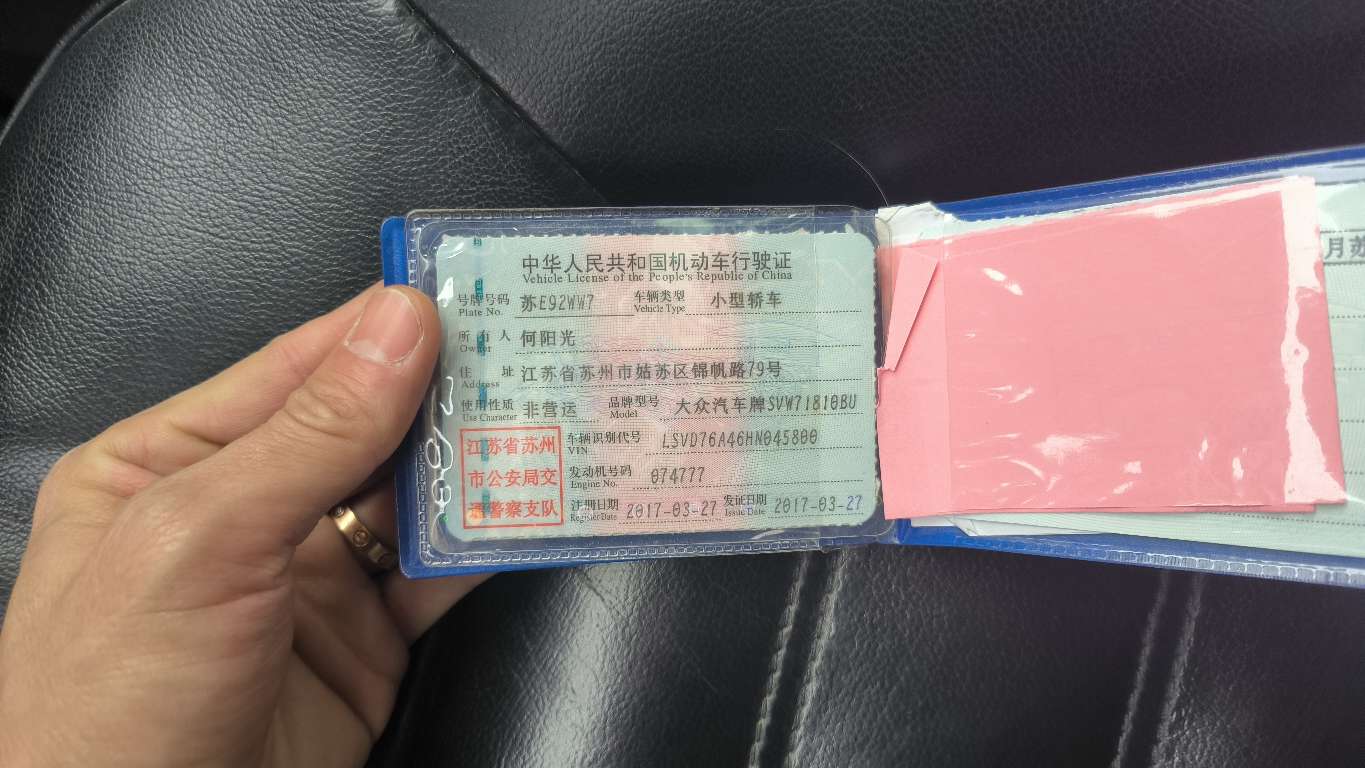 中华人民共和国机动车行驶证
Vehicle License of the People's Republic of China
号牌号码 苏E92WW7 车辆类型 小型轿车
Plate No. Vehicle Type
所有人 何阳光
Owner
住址 江苏省苏州市姑苏区锦帆路79号
Address
使用性质 非营运 品牌型号 大众汽车牌SVW71810BU
Use Character Model
江苏省苏州
市公安局交
通警察支队
车辆识别代号 LSVD76A46HN045800
VIN
发动机号码 074777
Engine No.
注册日期 2017-03-27 发证日期 2017-03-27
Register Date Issue Date
月